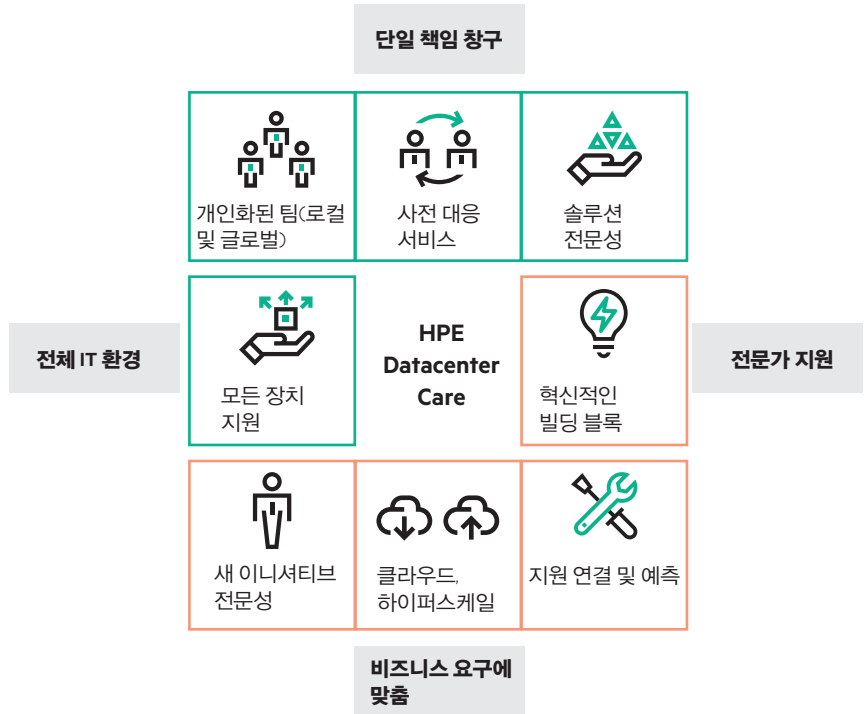 단일 책임 창구
개인화된 팀(로컬
및 글로벌)
사전 대응
서비스
솔루션
전문성
전체 IT 환경
모든 장치
지원
HPE
Datacenter
Care
혁신적인
빌딩 블록
전문가 지원
새 이니셔티브
전문성
클라우드,
하이퍼스케일
지원 연결 및 예측
비즈니스 요구에
맞춤